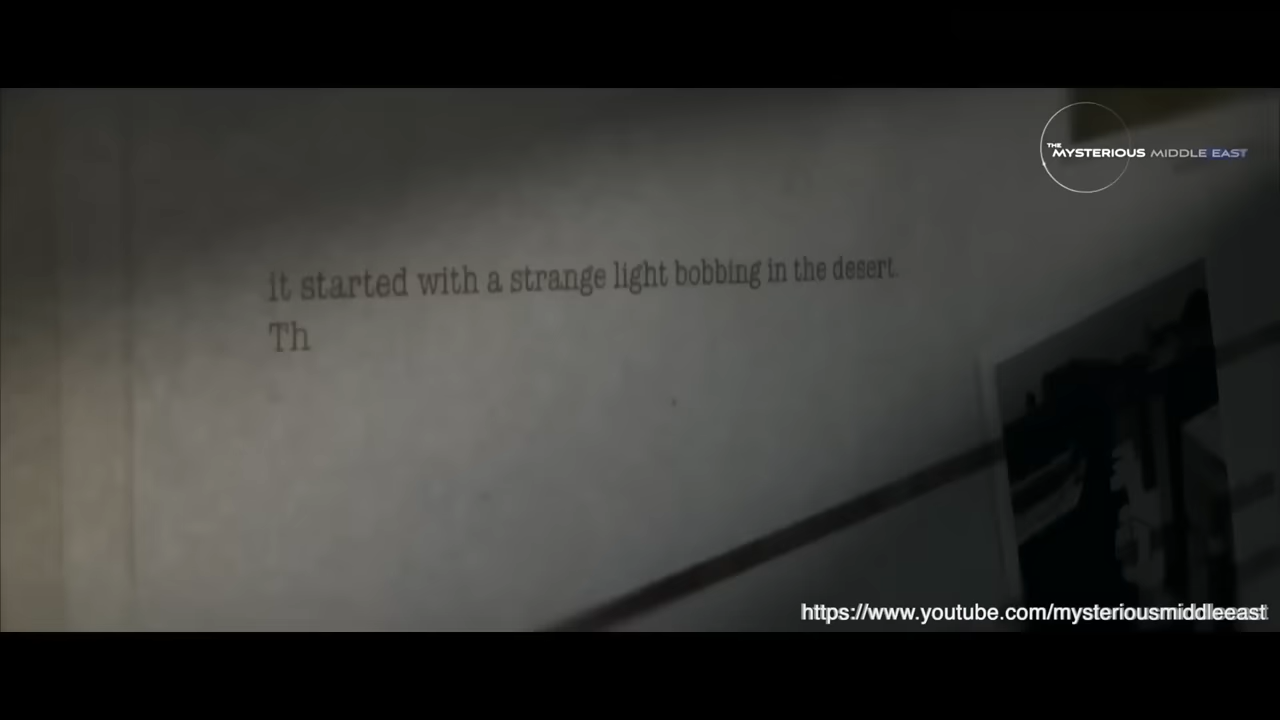 THE
MYSTERIOUS MIDDLE EAST
it started with a strange light bobbing in the desert.
Th
https://www.youtube.com/mysteriousmiddleeast